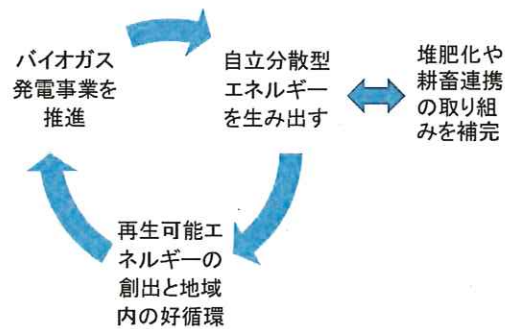 バイオガス
発電事業を
推進
自立分散型
エネルギー
を生み出す
堆肥化や
耕畜連携
の取り組
みを補完
再生可能エ
ネルギーの
創出と地域
内の好循環